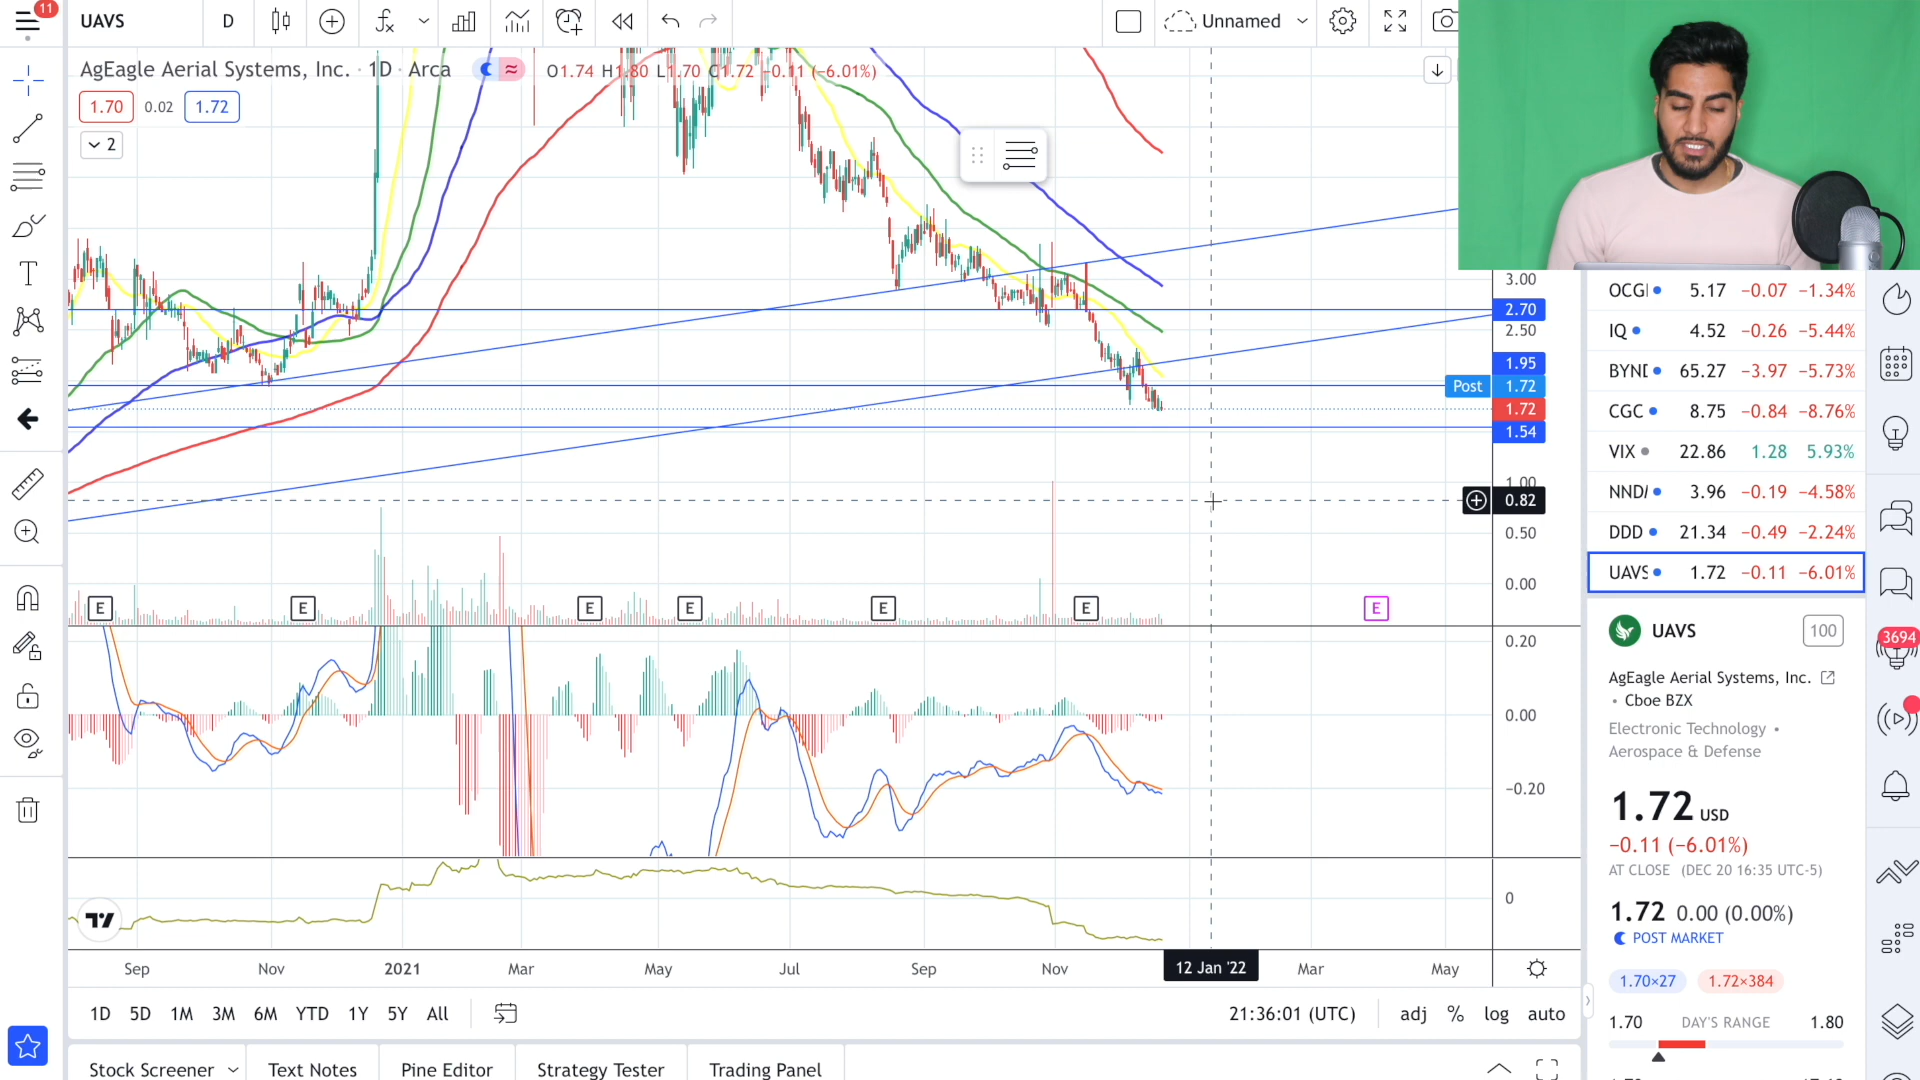 11
UAVS
D
Unnamed
AgEagle Aerial Systems, Inc. · 1D · Arca
O1.74 H1.80 L1.70 C1.72 −0.11 (−6.01%)
1.70
0.02
1.72
2
3.00
2.70
2.50
1.95
Post 1.72
1.72
1.54
1.00
0.82
0.50
0.00
E
E
E
E
E
E
E
0.20
0.00
−0.20
0
Sep
Nov
2021
Mar
May
Jul
Sep
Nov
12 Jan '22
Mar
May
1D 5D 1M 3M 6M YTD 1Y 5Y All
21:36:01 (UTC)
adj % log auto
Stock Screener
Text Notes
Pine Editor
Strategy Tester
Trading Panel
IQ 4.52 −0.26 −5.44%
5.17 −0.07 −1.34%
65.27 −3.97 −5.73%
CGC 8.75 −0.84 −8.76%
VIX 22.86 1.28 5.93%
3.96 −0.19 −4.58%
DDD 21.34 −0.49 −2.24%
UAVS 1.72 −0.11 −6.01%
UAVS
100
AgEagle Aerial Systems, Inc.
• Cboe BZX
Electronic Technology •
Aerospace & Defense
1.72 USD
−0.11 (−6.01%)
AT CLOSE (DEC 20 16:35 UTC-5)
1.72 0.00 (0.00%)
POST MARKET
1.70×27
1.72×384
1.70 DAY'S RANGE 1.80
3694